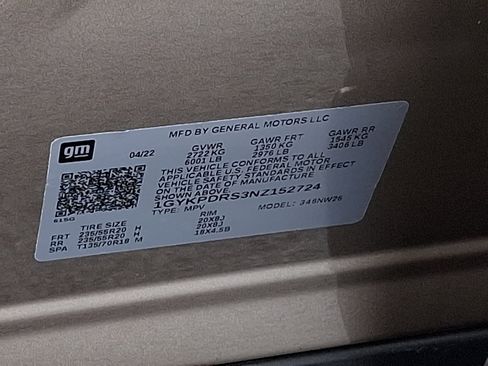 MFD BY GENERAL MOTORS LLC
gm
04/22 GVWR GAWR FRT GAWR RR
2722 KG 1350 KG 1545 KG
6001 LB 2976 LB 3406 LB
THIS VEHICLE CONFORMS TO ALL
APPLICABLE U.S. FEDERAL MOTOR
VEHICLE SAFETY STANDARDS IN EFFECT
ON THE DATE OF MANUFACTURE
SHOWN ABOVE.
1GYKPDRS3NZ152724
TYPE: MPV MODEL: 348NW26
TIRE SIZE RIM
FRT 235/55R20 H 20X8J
RR 235/55R20 H 20X8J
SPA T135/70R18 M 18X4.5B